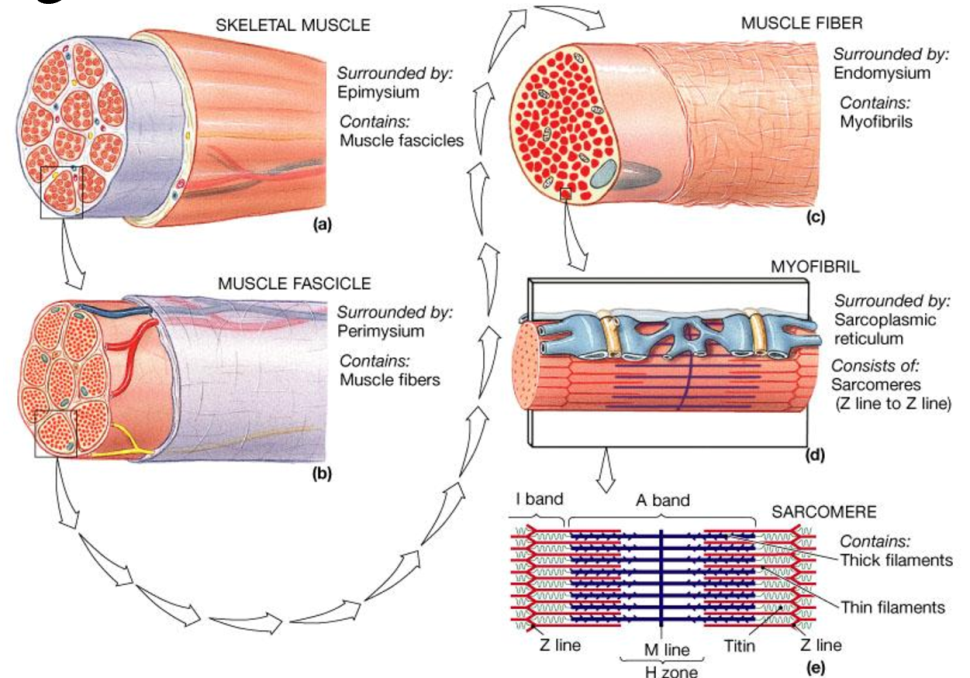 SKELETAL MUSCLE
Surrounded by:
Epimysium
Contains:
Muscle fascicles
(a)
MUSCLE FASCICLE
Surrounded by:
Perimysium
Contains:
Muscle fibers
(b)
MUSCLE FIBER
Surrounded by:
Endomysium
Contains:
Myofibrils
(c)
MYOFIBRIL
Surrounded by:
Sarcoplasmic
reticulum
Consists of:
Sarcomeres
(Z line to Z line)
(d)
I band
A band
SARCOMERE
Contains:
Thick filaments
Thin filaments
Z line
M line
Titin
Z line
H zone
(e)